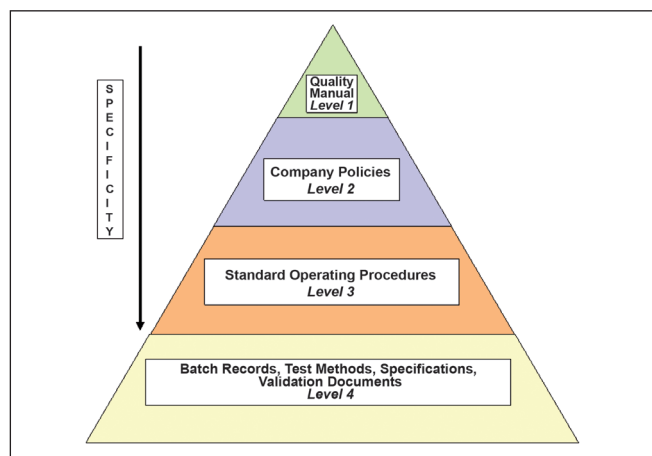 SPECIFICITY
Quality
Manual
Level 1
Company Policies
Level 2
Standard Operating Procedures
Level 3
Batch Records, Test Methods, Specifications,
Validation Documents
Level 4